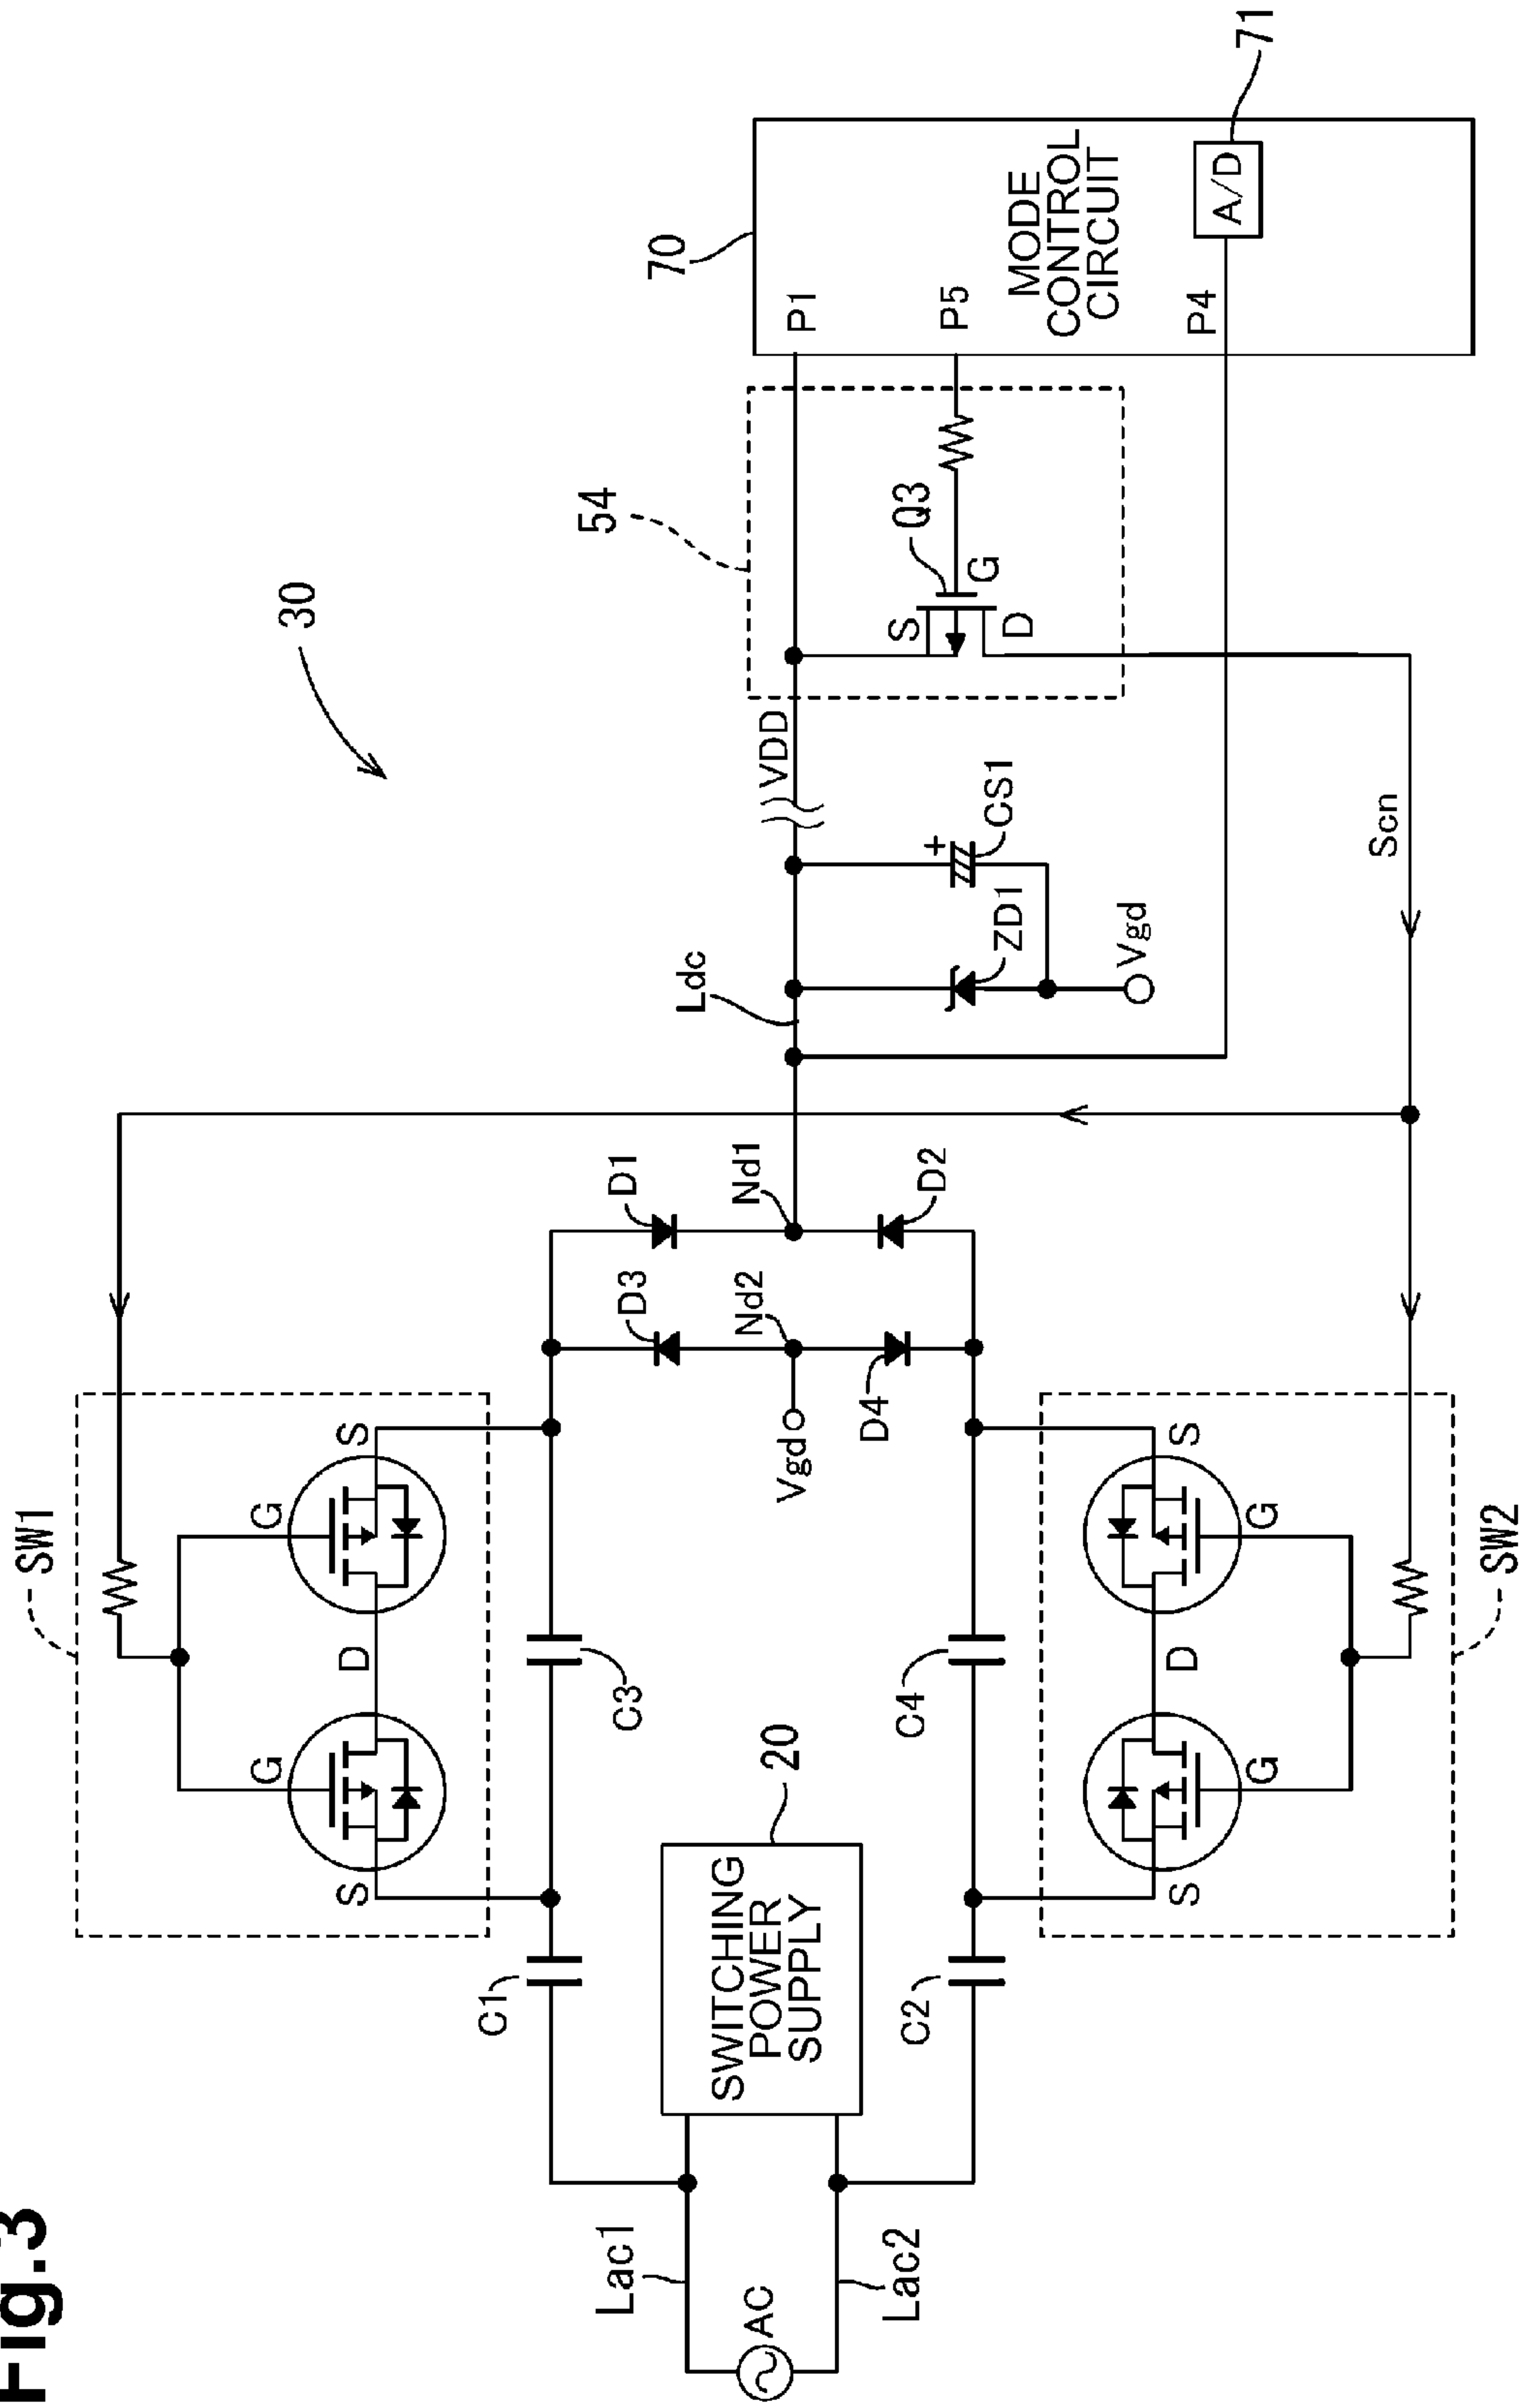 Fig.3
30
SW1
G
G
S
D
S
C1
C3
D3
D1
Lac1
Lac2
AC
SWITCHING
POWER
SUPPLY
20
Vgd
Nd2
Nd1
D4
D2
C2
C4
S
D
S
G
G
SW2
Ldc
VDD
ZD1
CS1
+
Vgd
Scn
54
S
D
G
Q3
70
P1
P5
P4
MODE
CONTROL
CIRCUIT
A/D
71